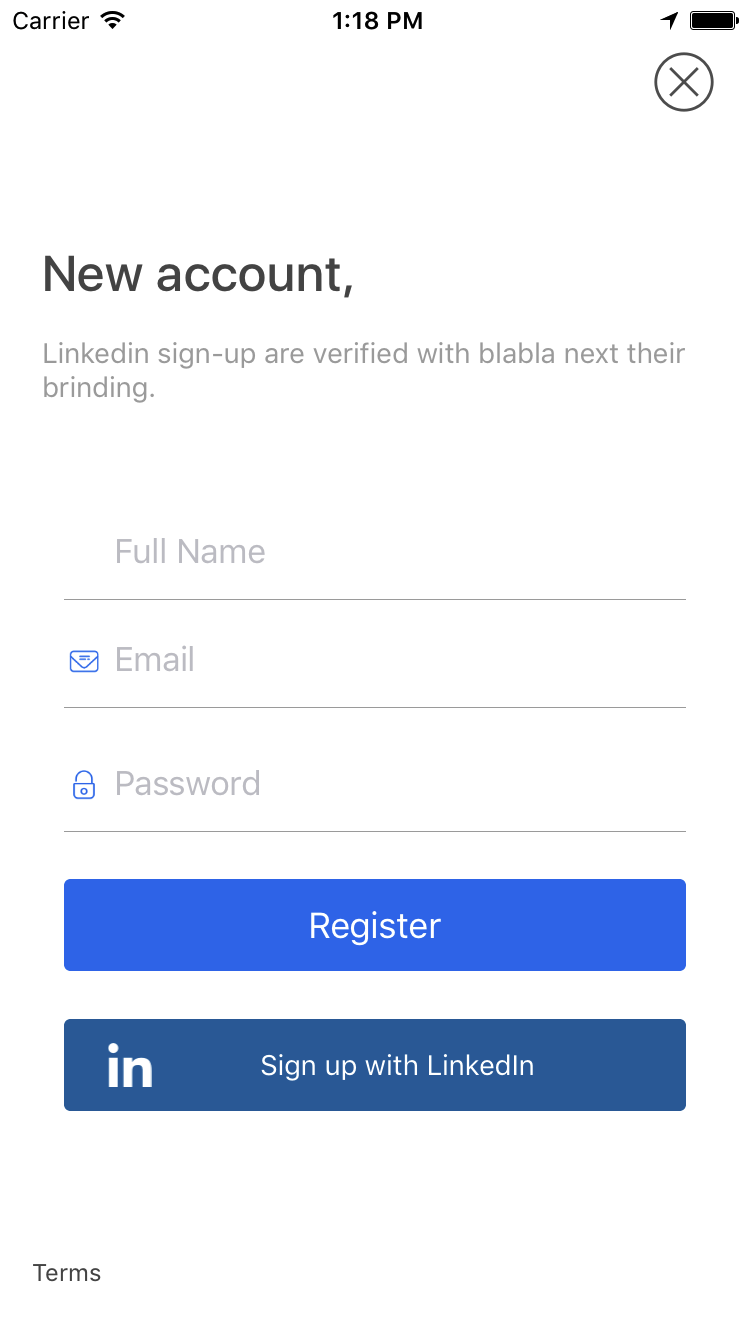 Carrier 1:18 PM
New account,
Linkedin sign-up are verified with blabla next their
brinding.
Full Name
Email
Password
Register
in Sign up with LinkedIn
Terms